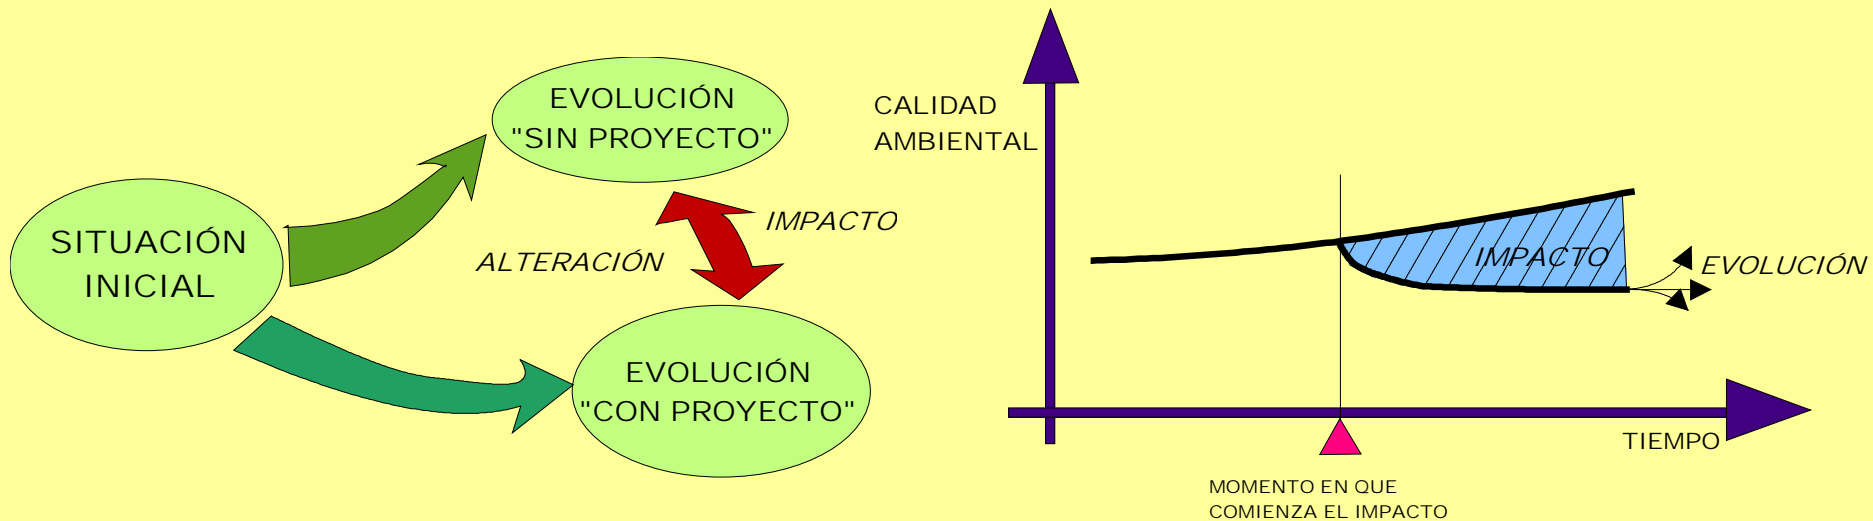 SITUACIÓN
INICIAL
EVOLUCIÓN
"SIN PROYECTO"
ALTERACIÓN
IMPACTO
EVOLUCIÓN
"CON PROYECTO"
CALIDAD
AMBIENTAL
IMPACTO
EVOLUCIÓN
TIEMPO
MOMENTO EN QUE
COMIENZA EL IMPACTO